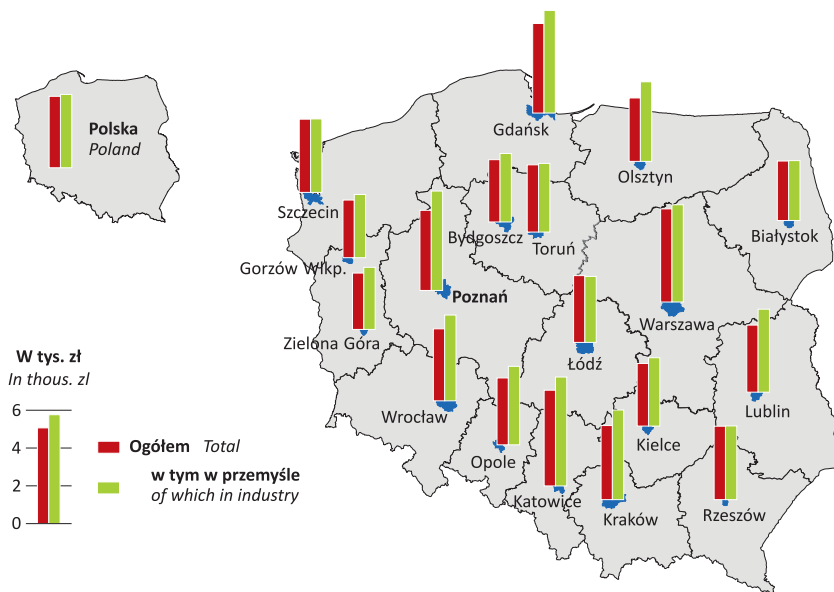 Polska
Poland
Gdańsk
Olsztyn
Szczecin
Bydgoszcz
Toruń
Białystok
Gorzów Wlkp.
Poznań
Warszawa
Zielona Góra
Łódź
W tys. zł
In thous. zl
6
4
2
0
Ogółem Total
w tym w przemyśle
of which in industry
Wrocław
Lublin
Kielce
Opole
Katowice
Kraków
Rzeszów